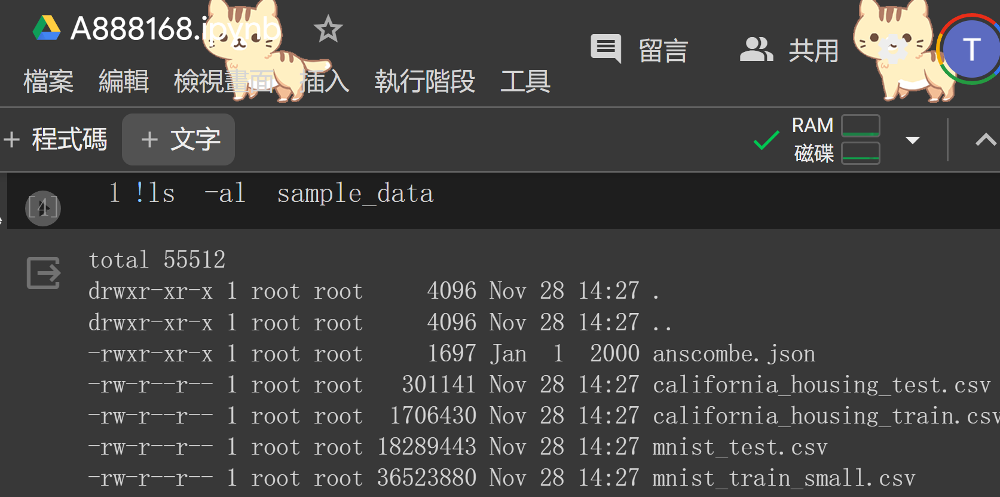 A888168.ipynb
留言 共用 T
檔案 編輯 檢視畫面 插入 執行階段 工具
+ 程式碼 + 文字
RAM
磁碟
[4] 1 !ls -al sample_data
total 55512
drwxr-xr-x 1 root root 4096 Nov 28 14:27 .
drwxr-xr-x 1 root root 4096 Nov 28 14:27 ..
-rwxr-xr-x 1 root root 1697 Jan 1 2000 anscombe.json
-rw-r--r-- 1 root root 301141 Nov 28 14:27 california_housing_test.csv
-rw-r--r-- 1 root root 1706430 Nov 28 14:27 california_housing_train.csv
-rw-r--r-- 1 root root 18289443 Nov 28 14:27 mnist_test.csv
-rw-r--r-- 1 root root 36523880 Nov 28 14:27 mnist_train_small.csv